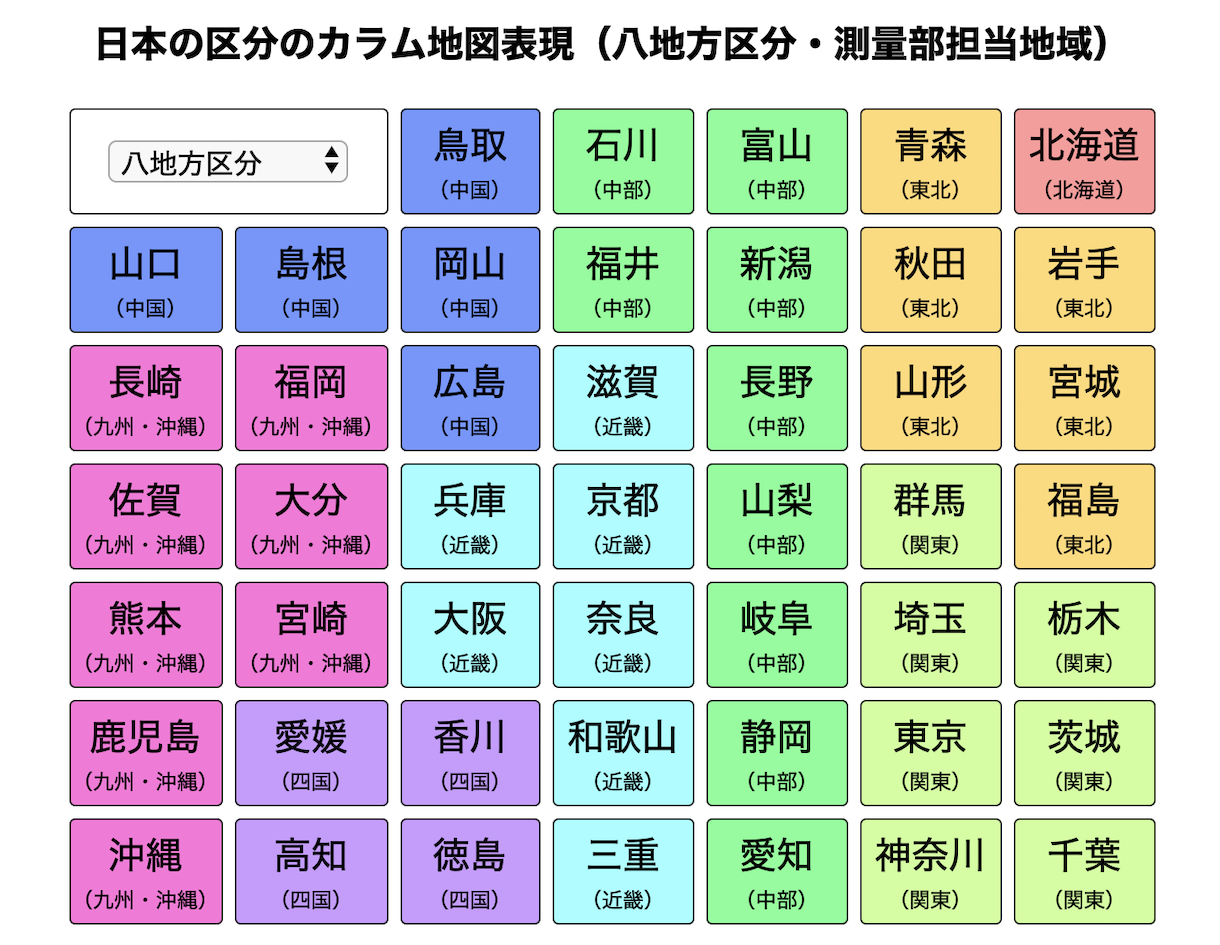 日本の区分のカラム地図表現（八地方区分・測量部担当地域）
八地方区分
鳥取
（中国）
石川
（中部）
富山
（中部）
青森
（東北）
北海道
（北海道）
山口
（中国）
島根
（中国）
岡山
（中国）
福井
（中部）
新潟
（中部）
秋田
（東北）
岩手
（東北）
長崎
（九州・沖縄）
福岡
（九州・沖縄）
広島
（中国）
滋賀
（近畿）
長野
（中部）
山形
（東北）
宮城
（東北）
佐賀
（九州・沖縄）
大分
（九州・沖縄）
兵庫
（近畿）
京都
（近畿）
山梨
（中部）
群馬
（関東）
福島
（東北）
熊本
（九州・沖縄）
宮崎
（九州・沖縄）
大阪
（近畿）
奈良
（近畿）
岐阜
（中部）
埼玉
（関東）
栃木
（関東）
鹿児島
（九州・沖縄）
愛媛
（四国）
香川
（四国）
和歌山
（近畿）
静岡
（中部）
東京
（関東）
茨城
（関東）
沖縄
（九州・沖縄）
高知
（四国）
徳島
（四国）
三重
（近畿）
愛知
（中部）
神奈川
（関東）
千葉
（関東）